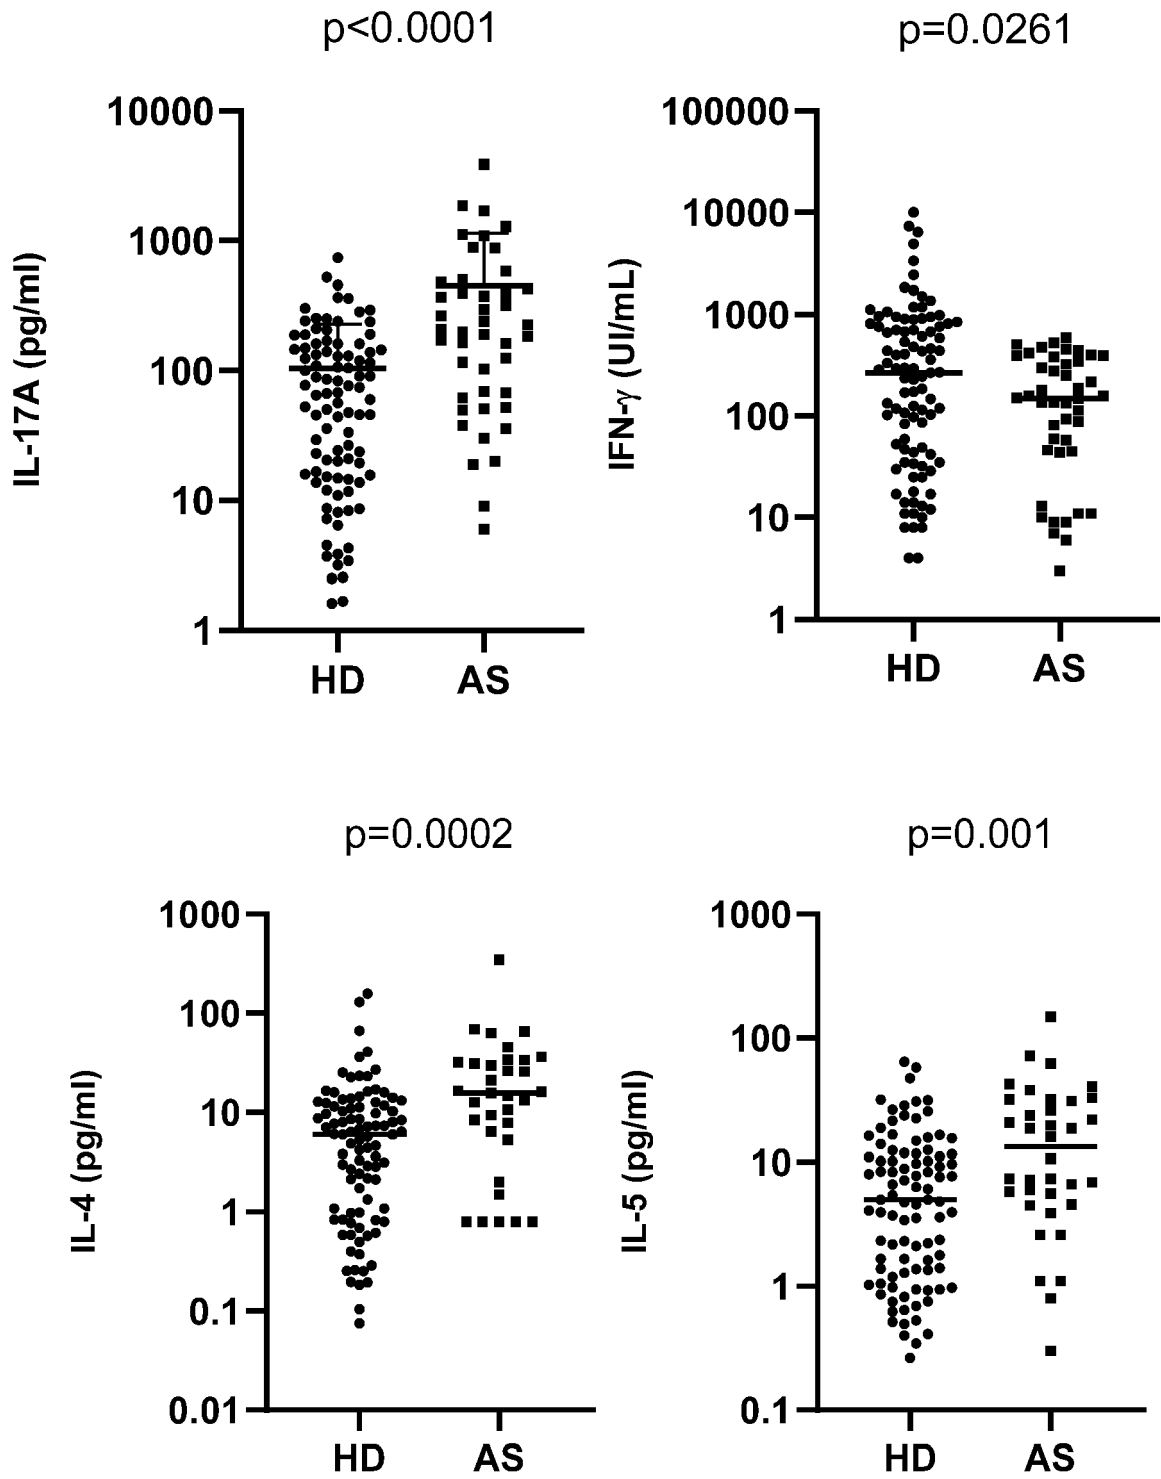 p<0.0001
IL-17A (pg/ml)
10000
1000
100
10
1
HD AS
p=0.0261
IFN-γ (UI/mL)
100000
10000
1000
100
10
1
HD AS
p=0.0002
IL-4 (pg/ml)
1000
100
10
1
0.1
0.01
HD AS
p=0.001
IL-5 (pg/ml)
1000
100
10
1
0.1
HD AS